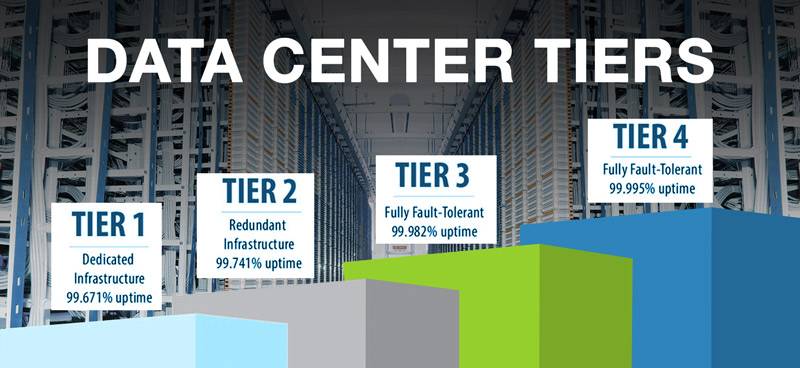 DATA CENTER TIERS
TIER 1
Dedicated
Infrastructure
99.671% uptime
TIER 2
Redundant
Infrastructure
99.741% uptime
TIER 3
Fully Fault-Tolerant
99.982% uptime
TIER 4
Fully Fault-Tolerant
99.995% uptime